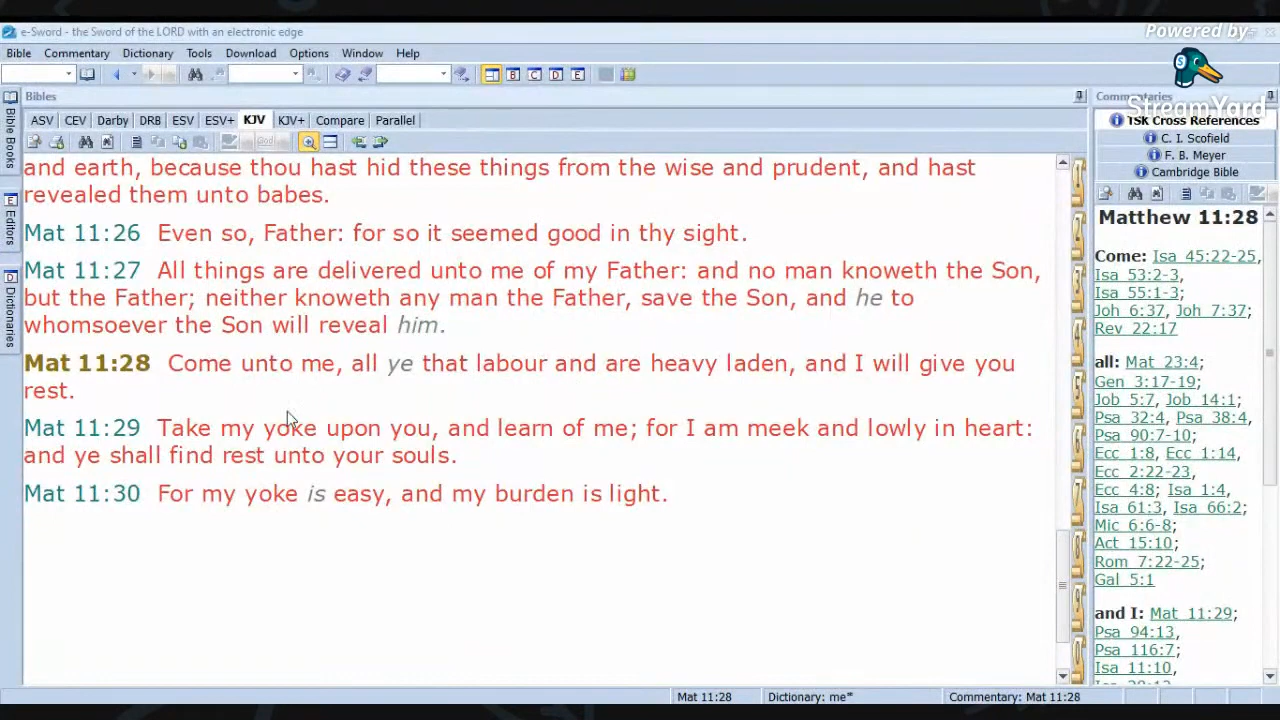 e-Sword - the Sword of the LORD with an electronic edge
Powered by
Bible Commentary Dictionary Tools Download Options Window Help
StreamYard
Bibles
Commentaries
ASV CEV Darby DRB ESV ESV+ KJV KJV+ Compare Parallel
TSK Cross References
C. I. Scofield
F. B. Meyer
Cambridge Bible
Bible Books
Editors
Dictionaries
and earth, because thou hast hid these things from the wise and prudent, and hast
revealed them unto babes.
Mat 11:26 Even so, Father: for so it seemed good in thy sight.
Mat 11:27 All things are delivered unto me of my Father: and no man knoweth the Son,
but the Father; neither knoweth any man the Father, save the Son, and he to
whomsoever the Son will reveal him.
Mat 11:28 Come unto me, all ye that labour and are heavy laden, and I will give you
rest.
Mat 11:29 Take my yoke upon you, and learn of me; for I am meek and lowly in heart:
and ye shall find rest unto your souls.
Mat 11:30 For my yoke is easy, and my burden is light.
Matthew 11:28
Come: Isa 45:22-25,
Isa 53:2-3,
Isa 55:1-3;
Joh 6:37, Joh 7:37;
Rev 22:17
all: Mat 23:4;
Gen 3:17-19;
Job 5:7, Job 14:1;
Psa 32:4, Psa 38:4,
Psa 90:7-10;
Ecc 1:8, Ecc 1:14,
Ecc 2:22-23,
Ecc 4:8; Isa 1:4,
Isa 61:3, Isa 66:2;
Mic 6:6-8;
Act 15:10;
Rom 7:22-25;
Gal 5:1
and I: Mat 11:29;
Psa 94:13,
Psa 116:7;
Isa 11:10,
Mat 11:28 Dictionary: me* Commentary: Mat 11:28